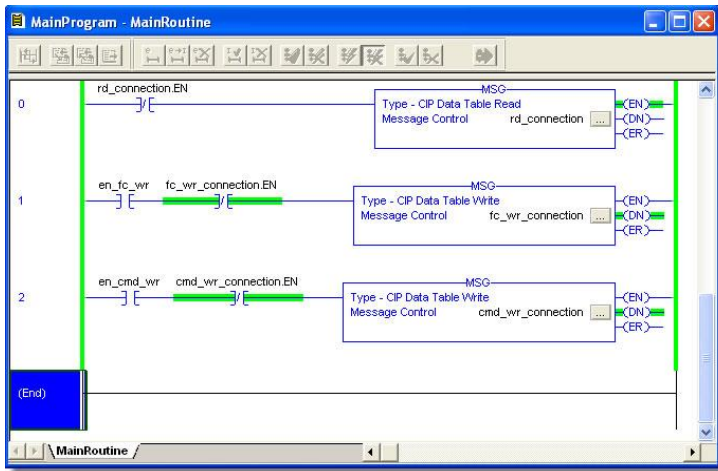 MainProgram - MainRoutine
0
rd_connection.EN
MSG
Type - CIP Data Table Read
Message Control rd_connection ...
EN
DN
ER
1
en_fc_wr fc_wr_connection.EN
MSG
Type - CIP Data Table Write
Message Control fc_wr_connection ...
EN
DN
ER
2
en_cmd_wr cmd_wr_connection.EN
MSG
Type - CIP Data Table Write
Message Control cmd_wr_connection ...
EN
DN
ER
(End)
MainRoutine